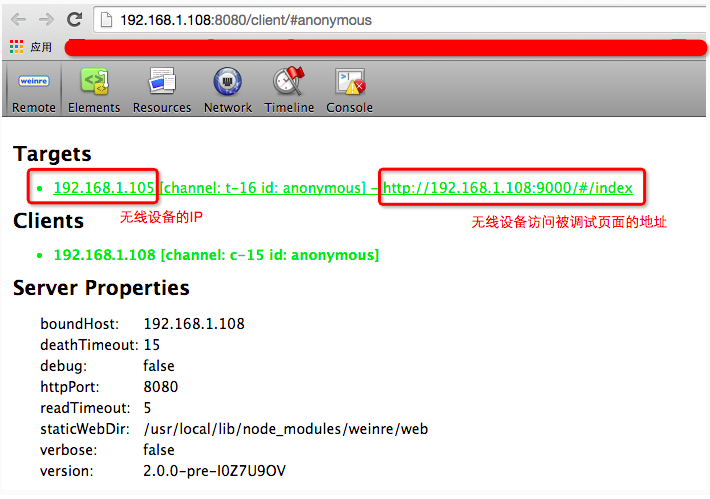 192.168.1.108:8080/client/#anonymous
应用
weinre
Remote Elements Resources Network Timeline Console
Targets
192.168.1.105 [channel: t-16 id: anonymous] - http://192.168.1.108:9000/#/index
无线设备的IP
无线设备访问被调试页面的地址
Clients
192.168.1.108 [channel: c-15 id: anonymous]
Server Properties
boundHost: 192.168.1.108
deathTimeout: 15
debug: false
httpPort: 8080
readTimeout: 5
staticWebDir: /usr/local/lib/node_modules/weinre/web
verbose: false
version: 2.0.0-pre-I0Z7U9OV